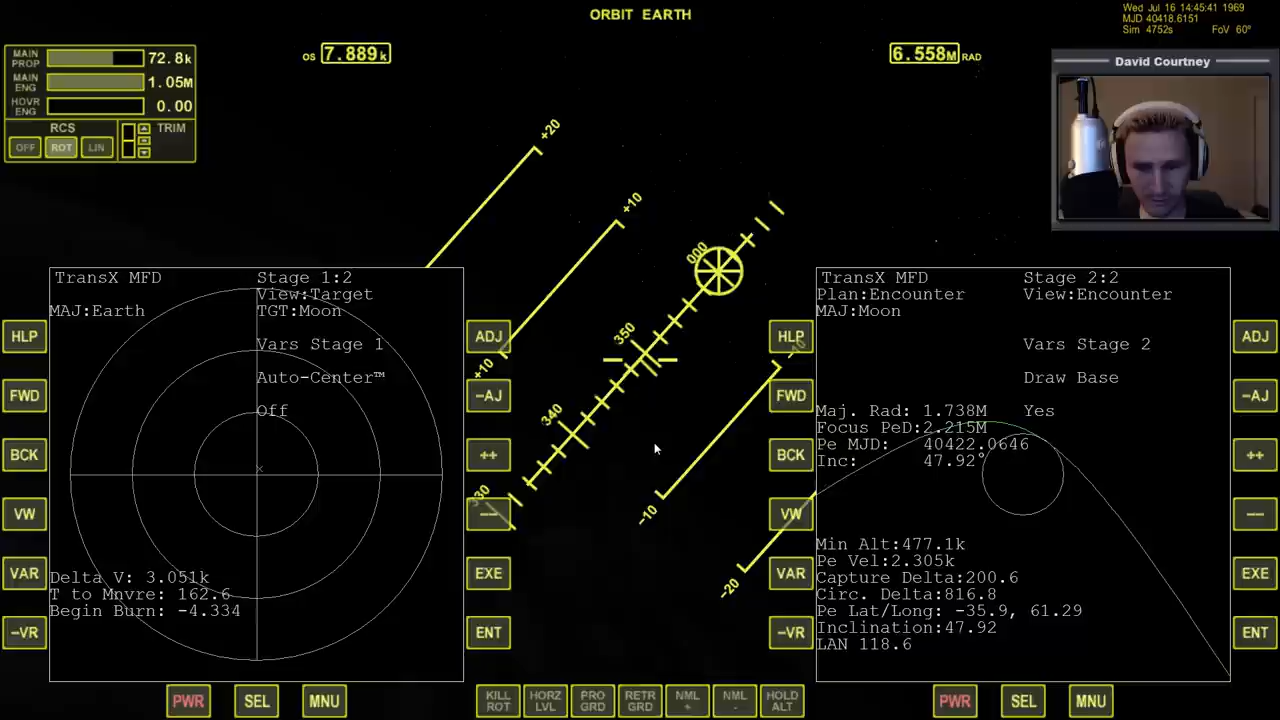 ORBIT EARTH
Wed Jul 16 14:45:41 1969
MJD 40418.6151
Sim 4752s FoV 60°
MAIN PROP 72.8k
MAIN ENG 1.05M
HOVR ENG 0.00
RCS TRIM
OFF ROT LIN
OS 7.889k
6.558M RAD
David Courtney
+20
+10
000
350
340
330
+10
-10
-10
-20
TransX MFD Stage 1:2
View:Target
MAJ:Earth TGT:Moon
Vars Stage 1
Auto-Center™
Off
Delta V: 3.051k
T to Mnvre: 162.6
Begin Burn: -4.334
HLP
FWD
BCK
VW
VAR
-VR
ADJ
-AJ
++
--
EXE
ENT
PWR SEL MNU
KILL ROT
HORZ LVL
PRO GRD
RETR GRD
NML +
NML -
HOLD ALT
TransX MFD Stage 2:2
Plan:Encounter View:Encounter
MAJ:Moon
Vars Stage 2
Draw Base
Maj. Rad: 1.738M Yes
Focus PeD:2.215M
Pe MJD: 40422.0646
Inc: 47.92°
Min Alt:477.1k
Pe Vel:2.305k
Capture Delta:200.6
Circ. Delta:816.8
Pe Lat/Long: -35.9, 61.29
Inclination:47.92
LAN 118.6
HLP
FWD
BCK
VW
VAR
-VR
ADJ
-AJ
++
--
EXE
ENT
PWR SEL MNU